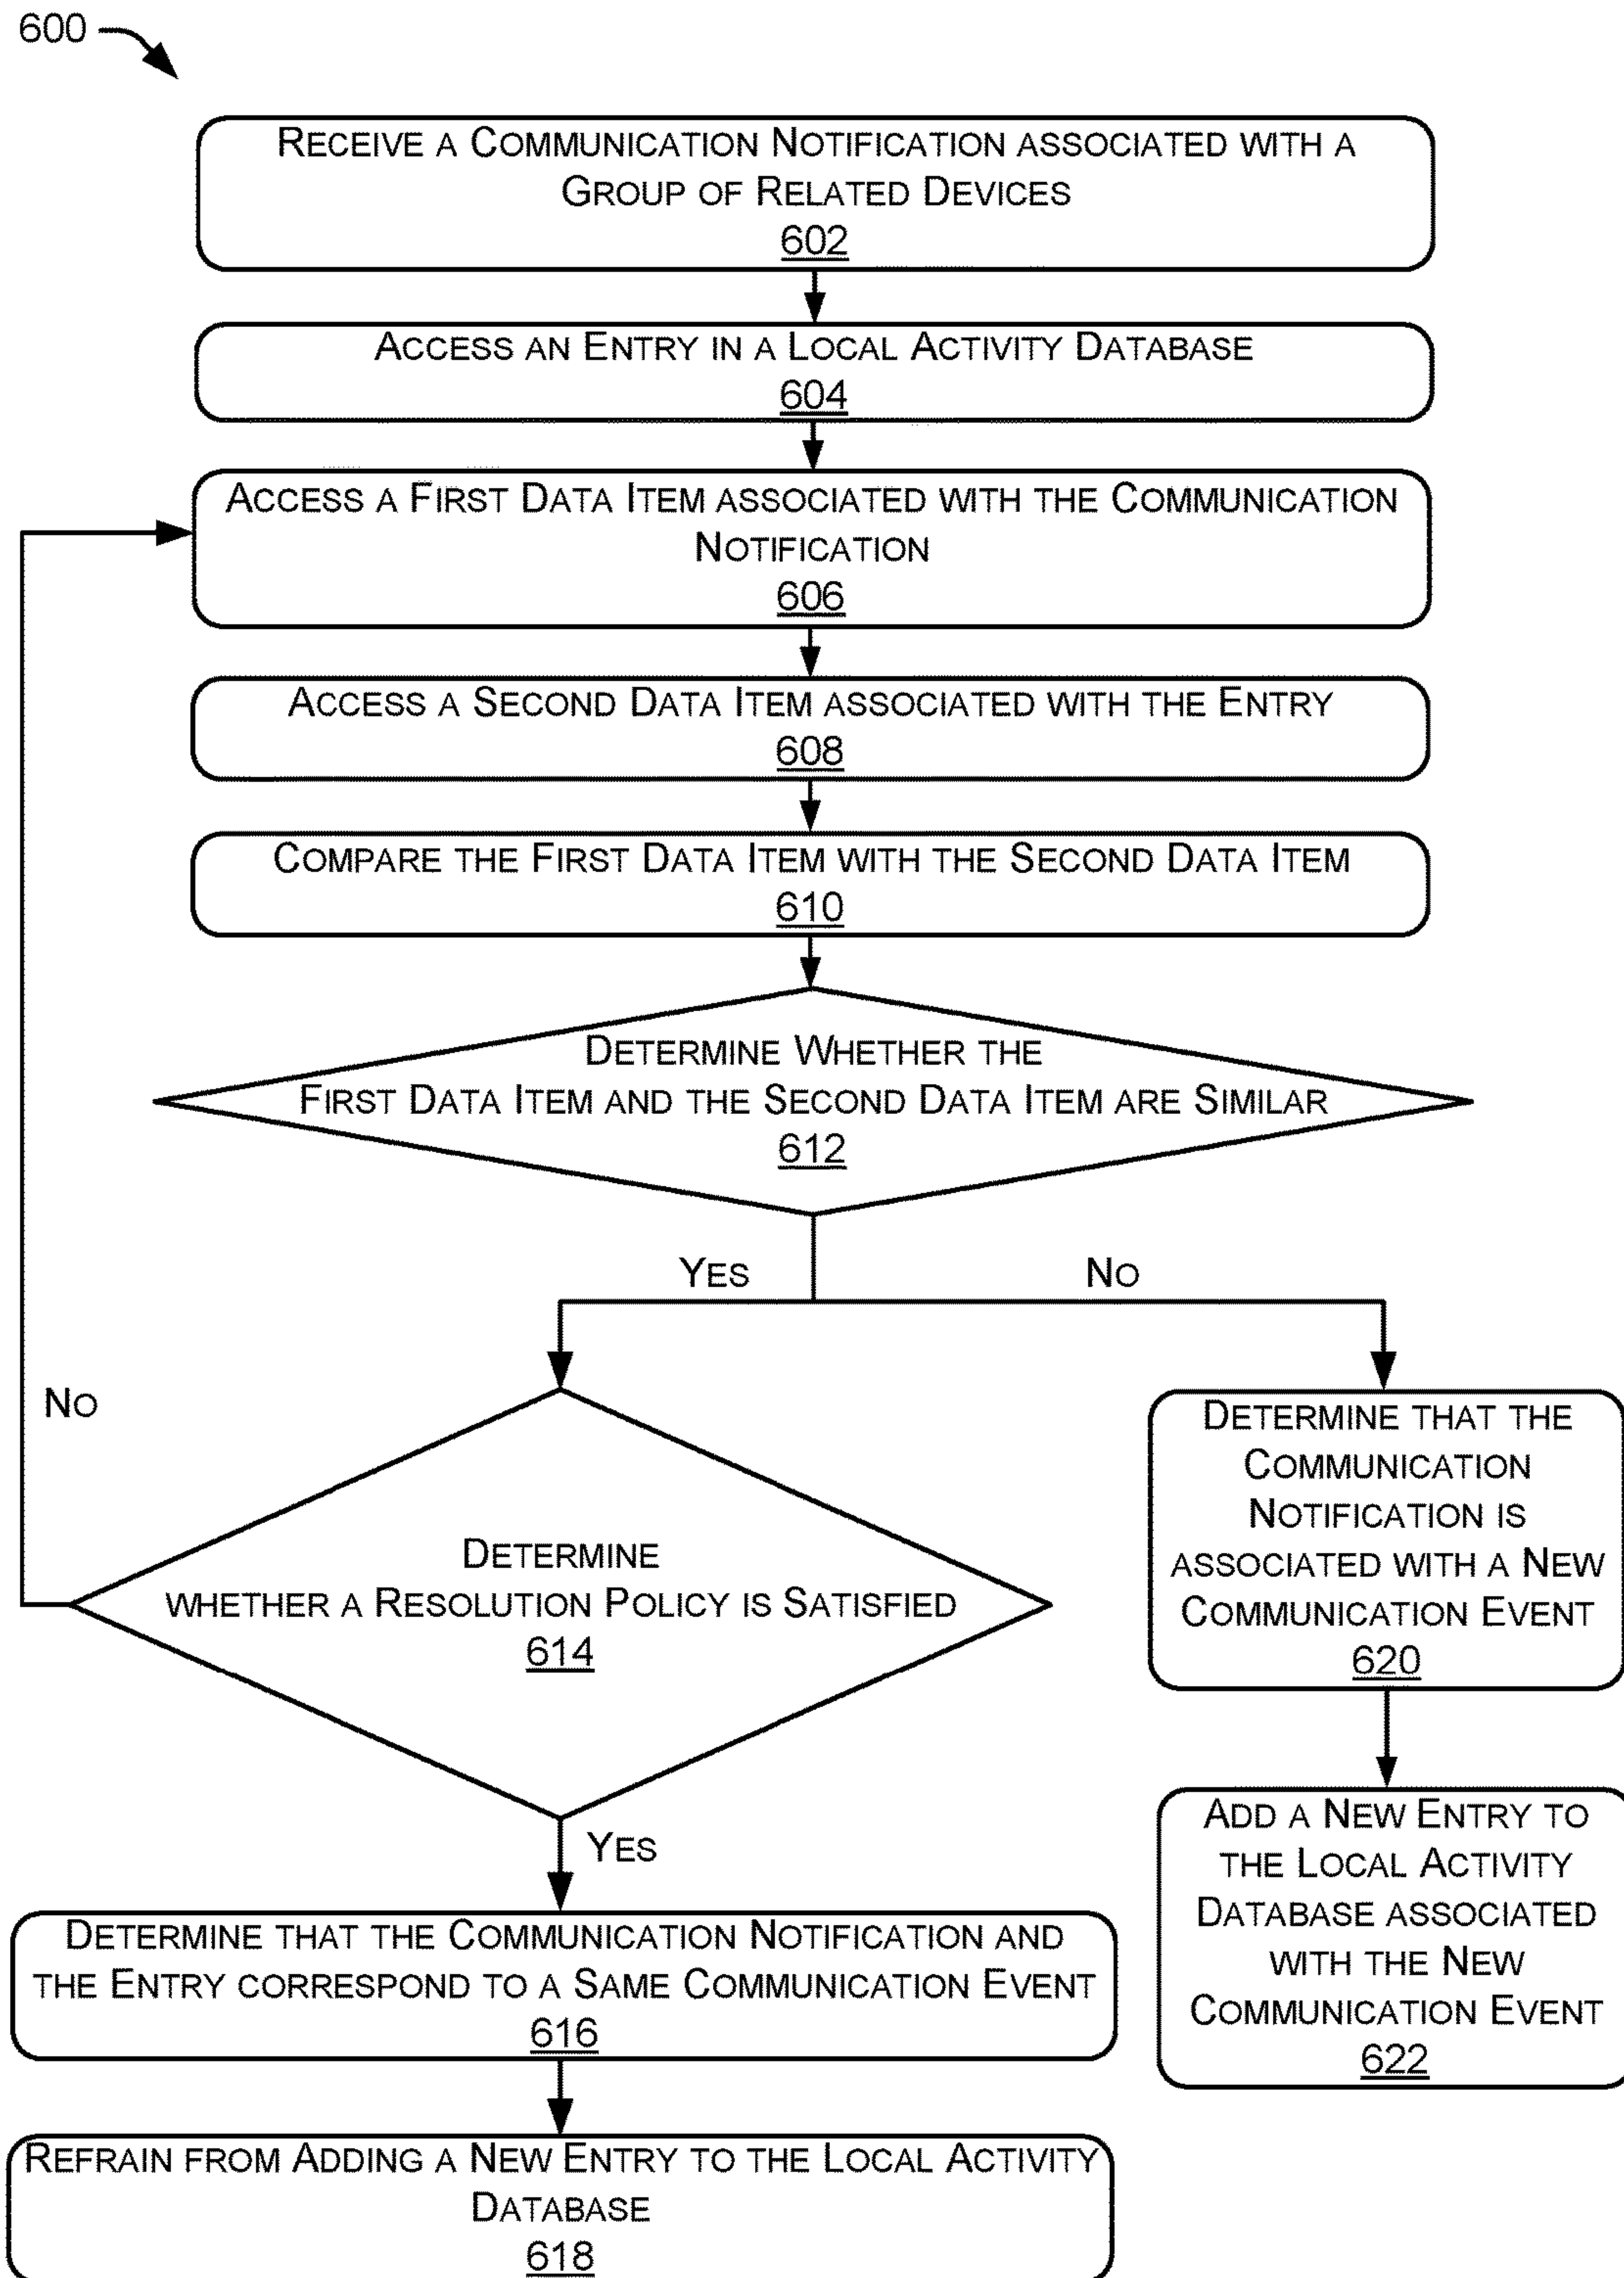 600
RECEIVE A COMMUNICATION NOTIFICATION ASSOCIATED WITH A
GROUP OF RELATED DEVICES
602
ACCESS AN ENTRY IN A LOCAL ACTIVITY DATABASE
604
ACCESS A FIRST DATA ITEM ASSOCIATED WITH THE COMMUNICATION
NOTIFICATION
606
ACCESS A SECOND DATA ITEM ASSOCIATED WITH THE ENTRY
608
COMPARE THE FIRST DATA ITEM WITH THE SECOND DATA ITEM
610
DETERMINE WHETHER THE
FIRST DATA ITEM AND THE SECOND DATA ITEM ARE SIMILAR
612
YES
NO
NO
DETERMINE
WHETHER A RESOLUTION POLICY IS SATISFIED
614
YES
DETERMINE THAT THE COMMUNICATION NOTIFICATION AND
THE ENTRY CORRESPOND TO A SAME COMMUNICATION EVENT
616
REFRAIN FROM ADDING A NEW ENTRY TO THE LOCAL ACTIVITY
DATABASE
618
DETERMINE THAT THE
COMMUNICATION
NOTIFICATION IS
ASSOCIATED WITH A NEW
COMMUNICATION EVENT
620
ADD A NEW ENTRY TO
THE LOCAL ACTIVITY
DATABASE ASSOCIATED
WITH THE NEW
COMMUNICATION EVENT
622